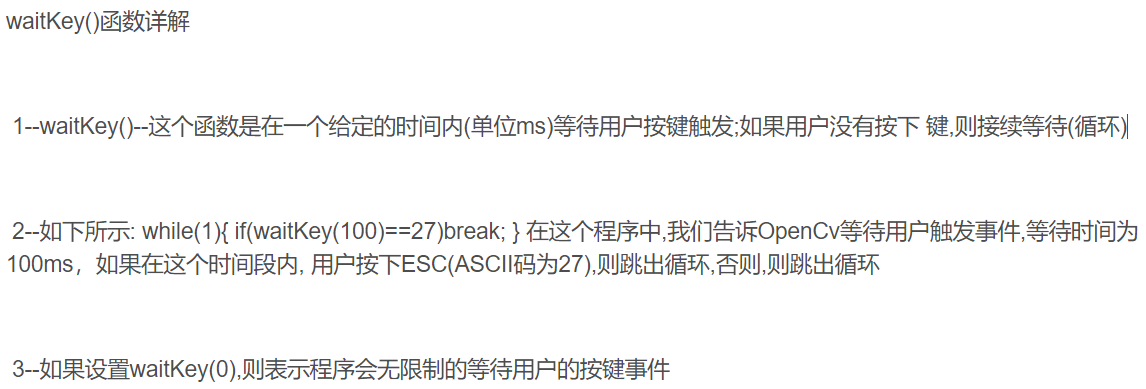 waitKey()函数详解
1--waitKey()--这个函数是在一个给定的时间内(单位ms)等待用户按键触发;如果用户没有按下 键,则接续等待(循环)
2--如下所示: while(1){ if(waitKey(100)==27)break; } 在这个程序中,我们告诉OpenCv等待用户触发事件,等待时间为
100ms，如果在这个时间段内, 用户按下ESC(ASCII码为27),则跳出循环,否则,则跳出循环
3--如果设置waitKey(0),则表示程序会无限制的等待用户的按键事件